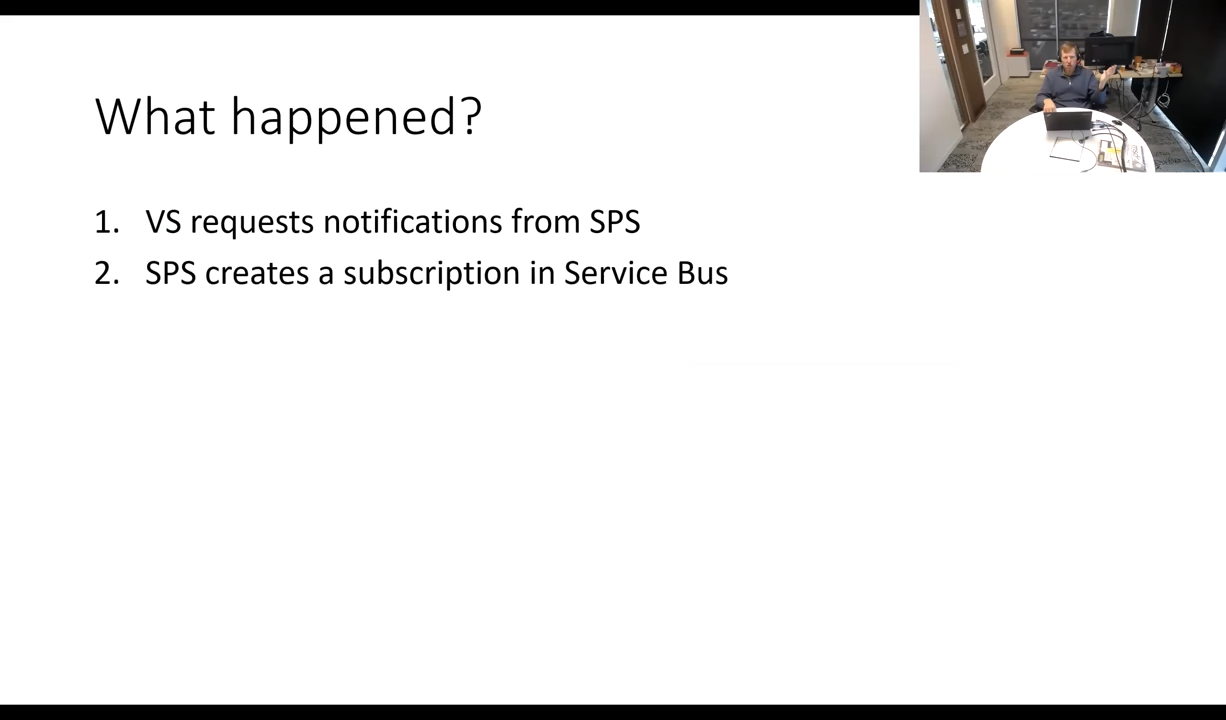 What happened?
1. VS requests notifications from SPS
2. SPS creates a subscription in Service Bus